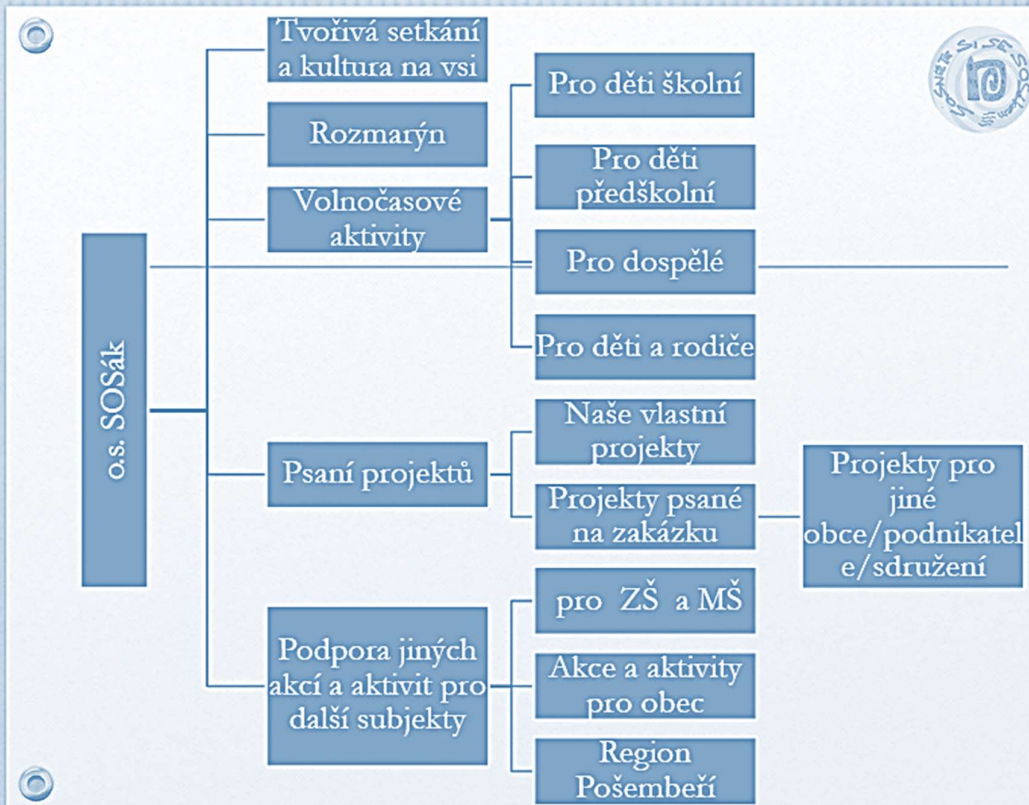 Tvořivá setkání
a kultura na vsi
Rozmarýn
Volnočasové
aktivity
Pro děti školní
Pro děti
předškolní
Pro dospělé
Pro děti a rodiče
o.s. SOSák
Psaní projektů
Naše vlastní
projekty
Projekty psané
na zakázku
Projekty pro
jiné
obce/podnikatel
e/sdružení
Podpora jiných
akcí a aktivit pro
další subjekty
pro ZŠ a MŠ
Akce a aktivity
pro obec
Region
Pošembeří